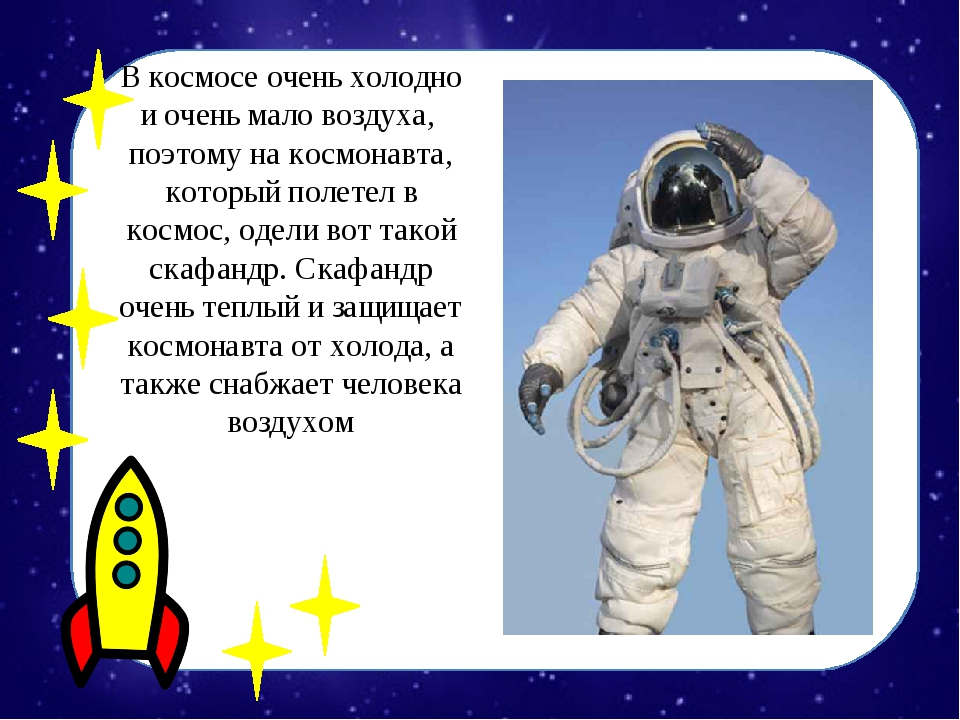 В космосе очень холодно
и очень мало воздуха,
поэтому на космонавта,
который полетел в
космос, одели вот такой
скафандр. Скафандр
очень теплый и защищает
космонавта от холода, а
также снабжает человека
воздухом